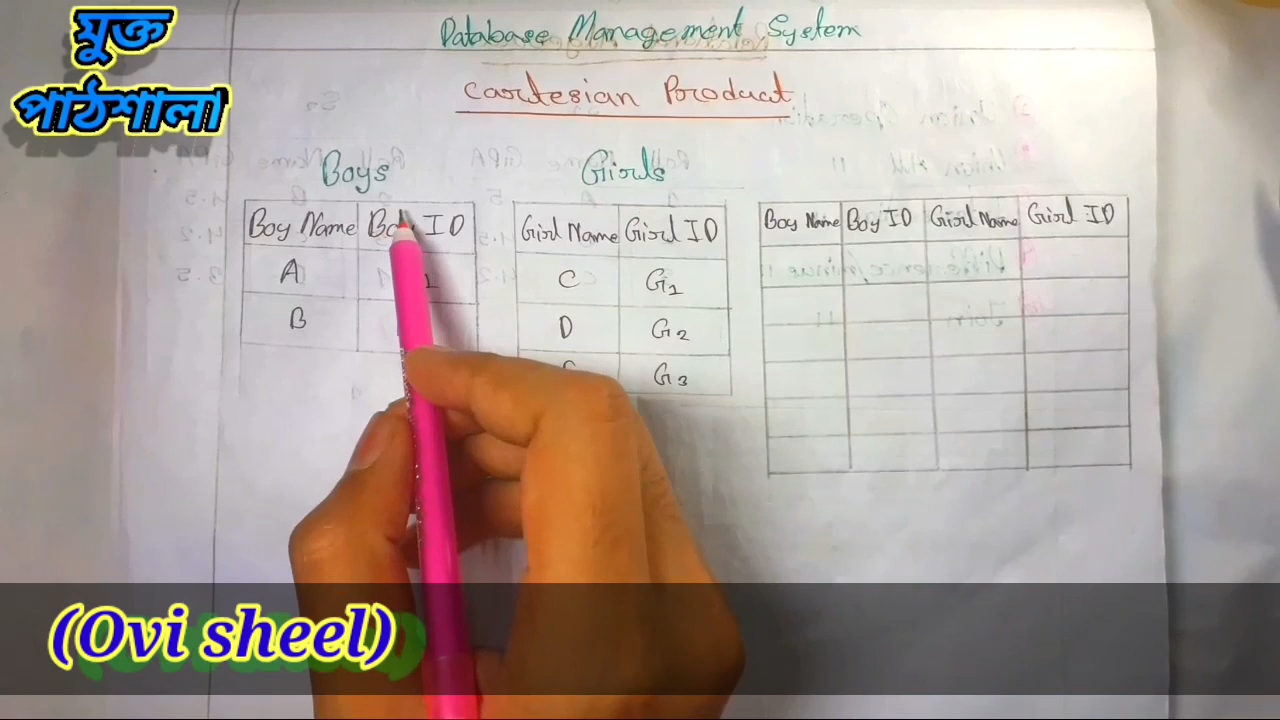 মুক্ত
পাঠশালা
Database Management System
Cartesian Product
Boys
Boy Name ID
A
B
Girls
Girl Name Girl ID
C G1
D G2
G3
Boy Name Boy ID Girl Name Girl ID
(Ovi sheel)